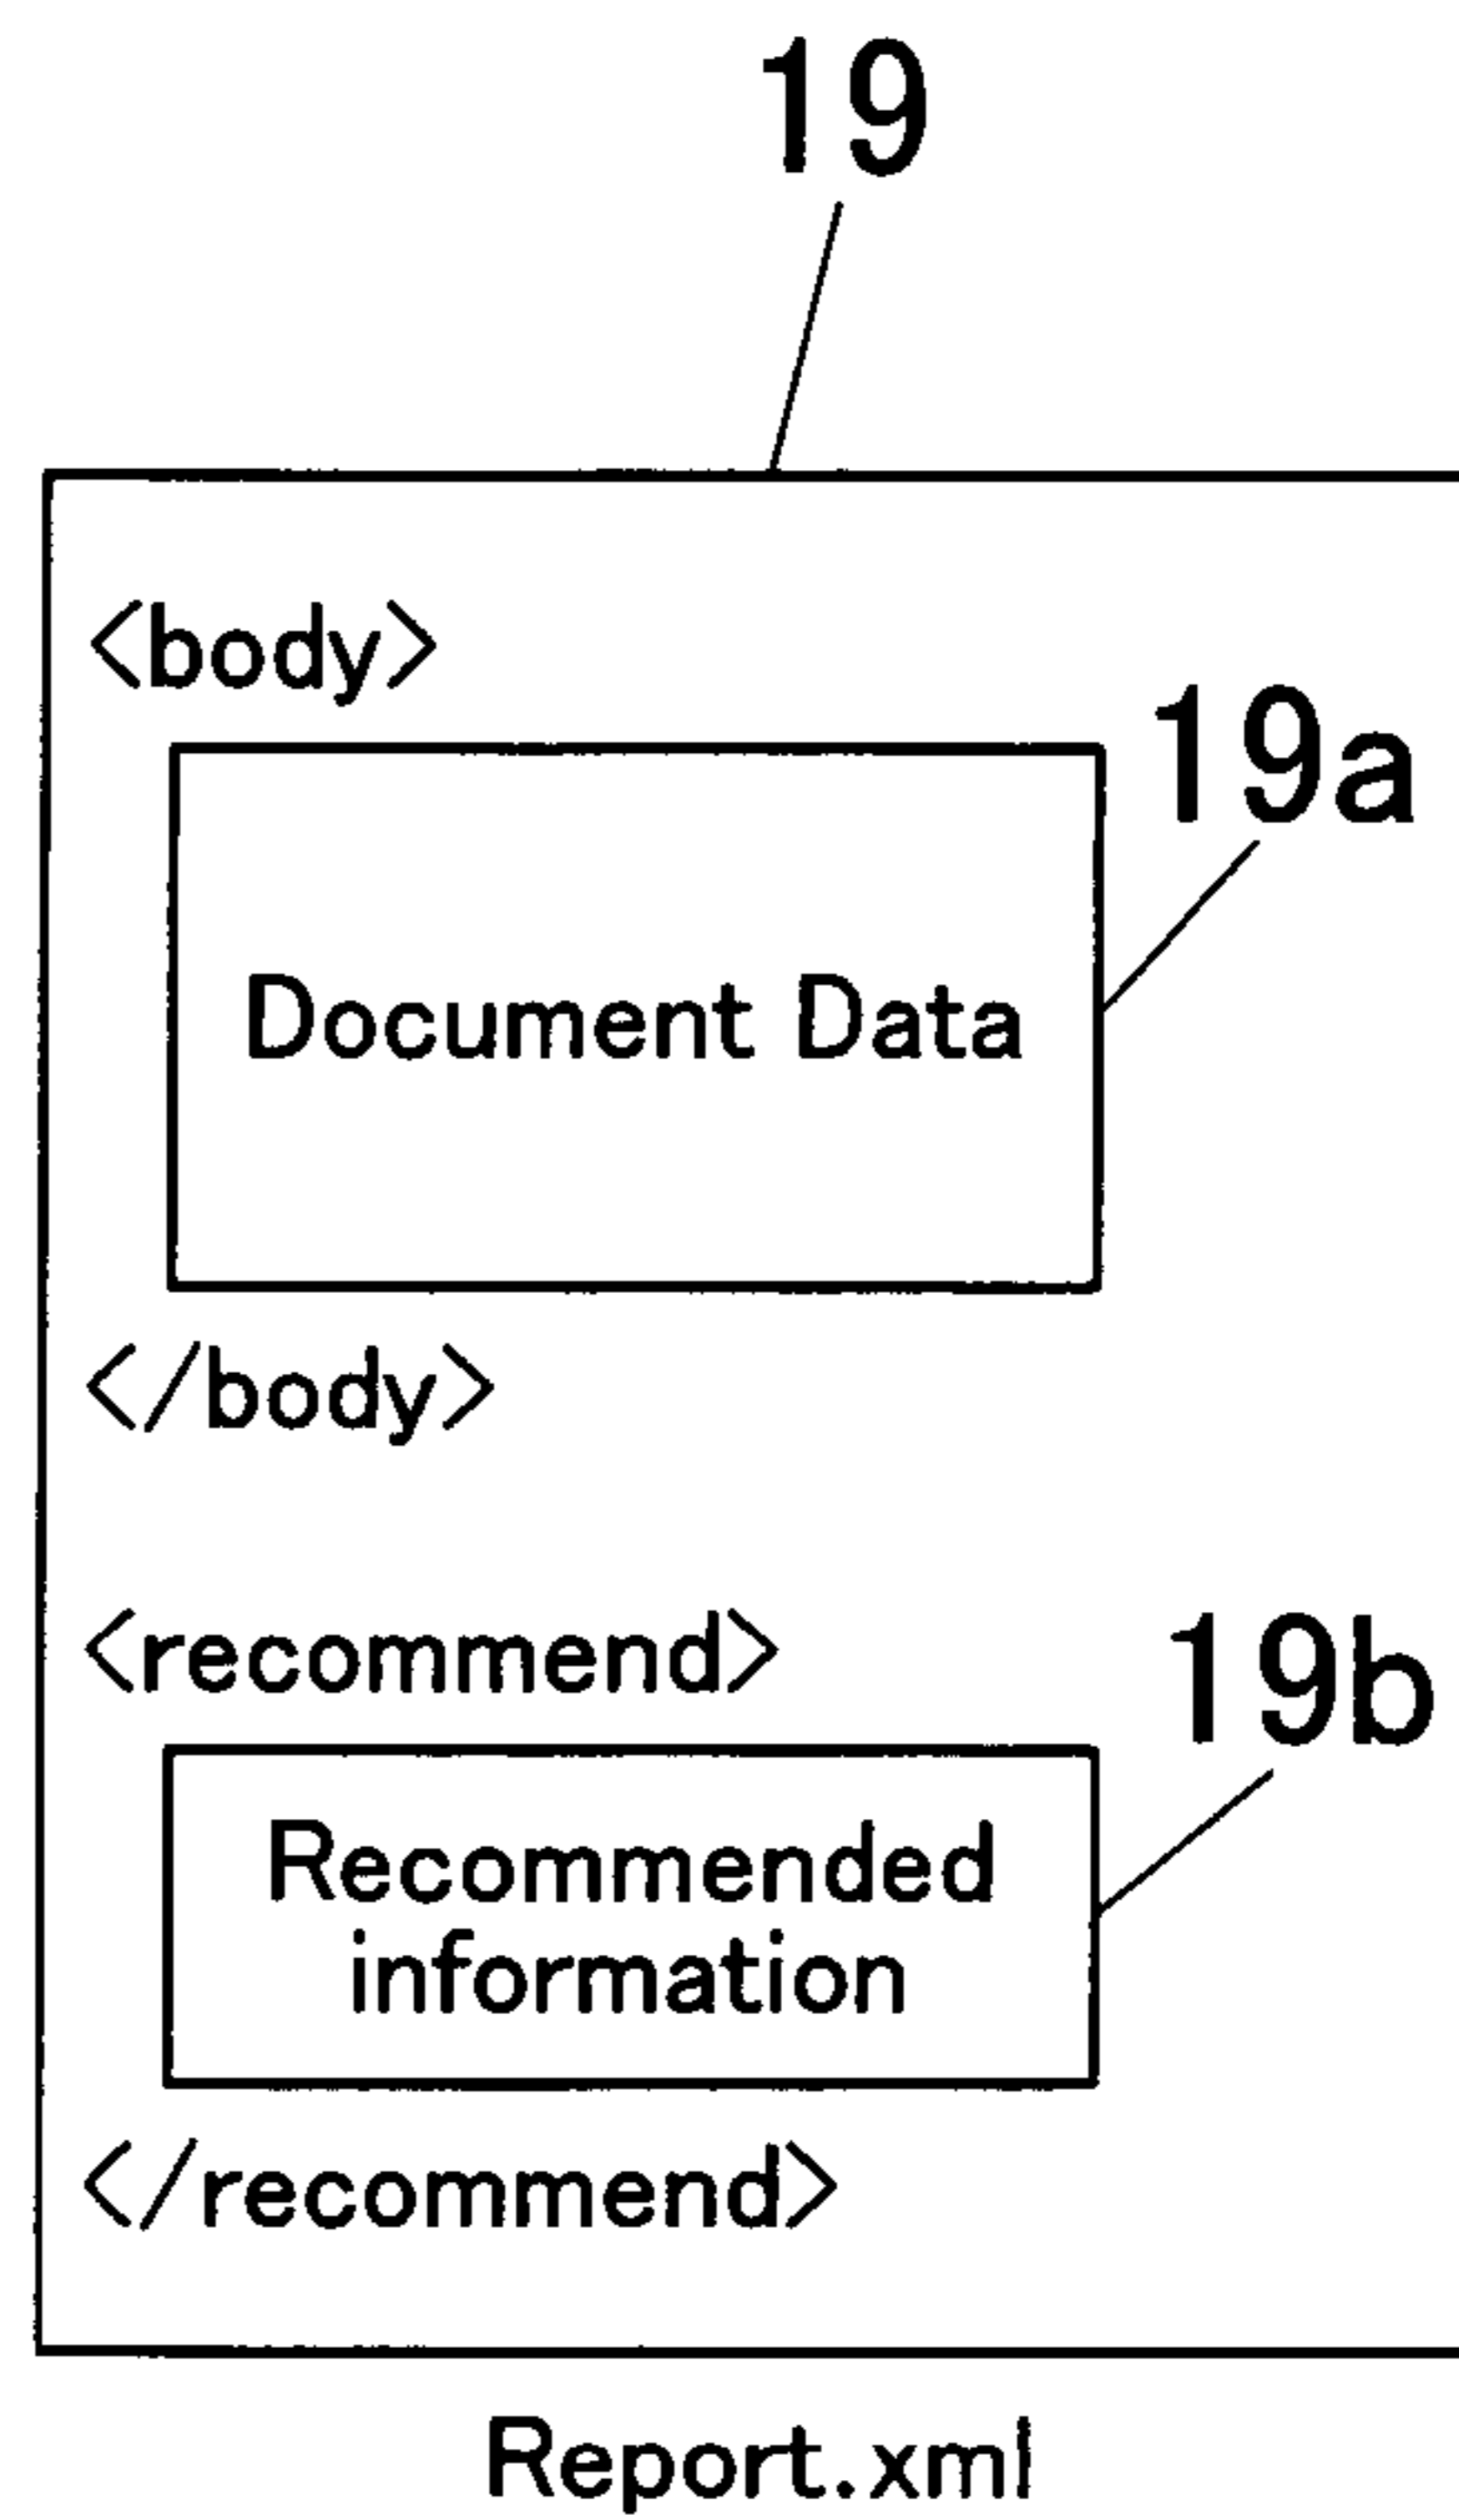 19
<body>
19a
Document Data
</body>
<recommend>
19b
Recommended
information
</recommend>
Report.xml